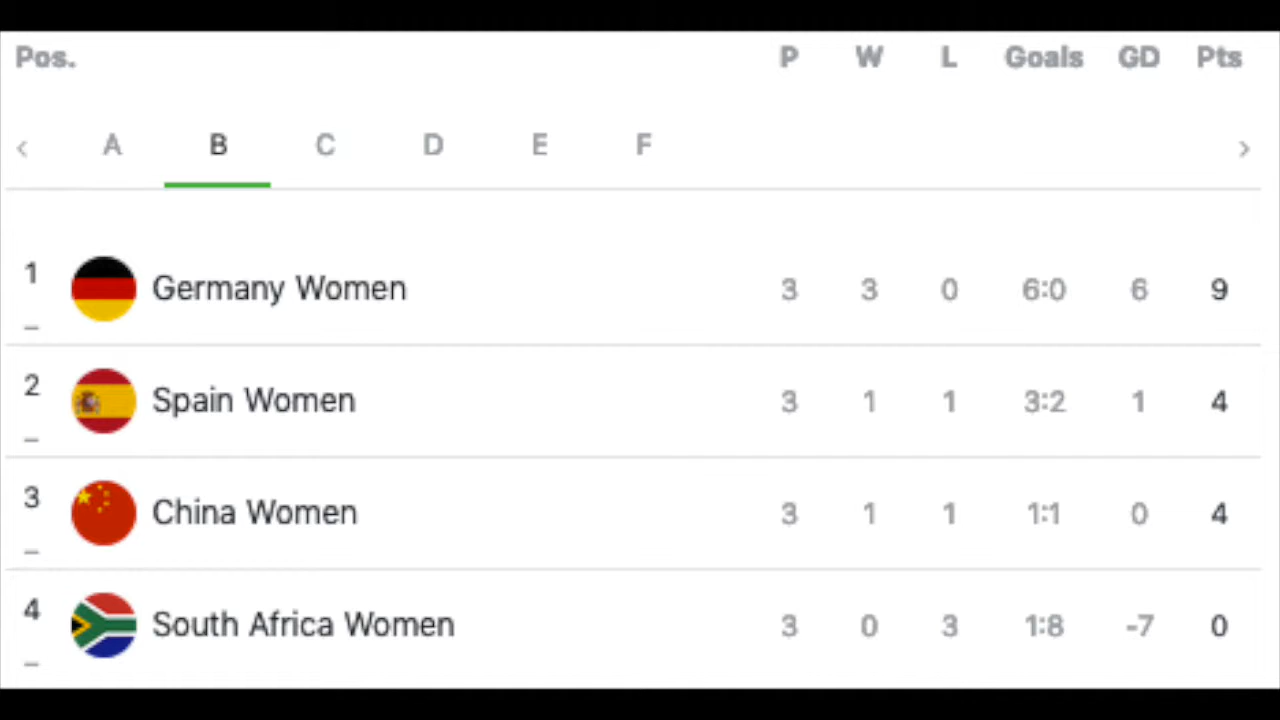 Pos. P W L Goals GD Pts
‹ A B C D E F ›
1 Germany Women 3 3 0 6:0 6 9
–
2 Spain Women 3 1 1 3:2 1 4
–
3 China Women 3 1 1 1:1 0 4
–
4 South Africa Women 3 0 3 1:8 -7 0
–